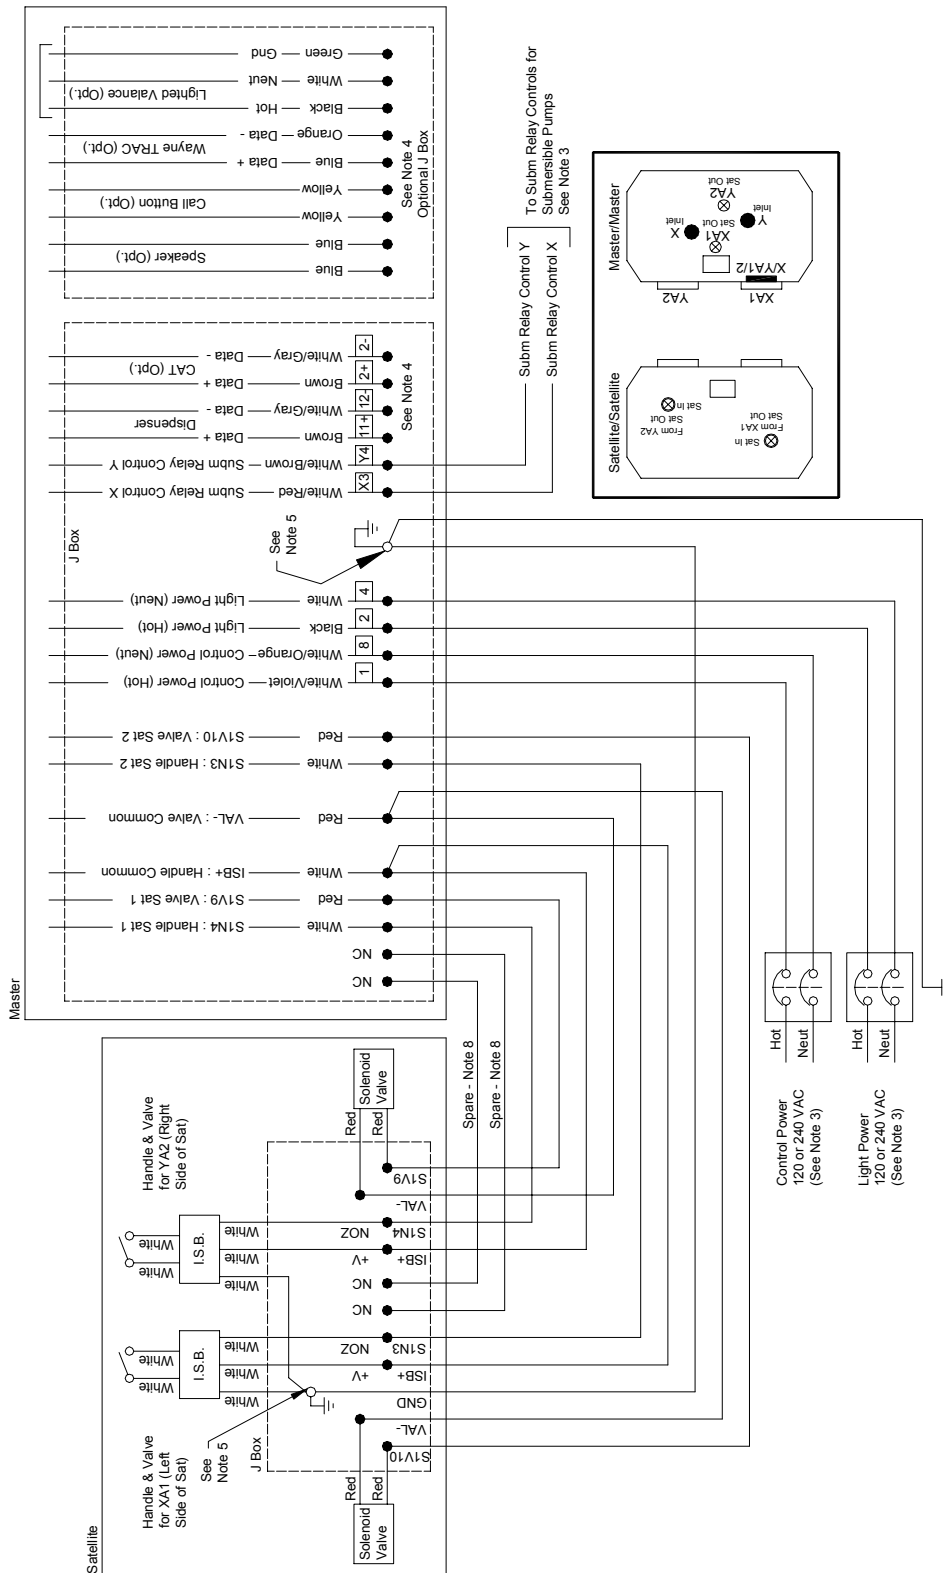 Master
Green Gnd
White Neut
Black Hot
Lighted Valance (Opt.)
Orange Data -
Blue Data +
Wayne TRAC (Opt.)
Yellow
Yellow
Call Button (Opt.)
Blue
Blue
Speaker (Opt.)
See Note 4
Optional J Box
White/Gray Data - 2-
Brown Data + 2+
CAT (Opt.)
White/Gray Data - 12-
Brown Data + 11+
Dispenser
White/Brown Subm Relay Control Y Y4
White/Red Subm Relay Control X X3
See Note 4
J Box
See
Note 5
White Light Power (Neut) 4
Black Light Power (Hot) 2
White/Orange Control Power (Neut) 8
White/Violet Control Power (Hot) 1
Red S1V10 : Valve Sat 2
White S1N3 : Handle Sat 2
Red VAL- : Valve Common
White ISB+ : Handle Common
Red S1V9 : Valve Sat 1
White S1N4 : Handle Sat 1
NC
NC
To Subm Relay Controls for
Submersible Pumps
See Note 3
Subm Relay Control Y
Subm Relay Control X
Master/Master
YA2
Sat Out
X
Inlet
Y
Inlet
XA1
Sat Out
X/YA1/2
YA2
XA1
Satellite/Satellite
Sat In
Sat Out
From YA2
Sat In
Sat Out
From XA1
Satellite
Handle & Valve
for YA2 (Right
Side of Sat)
White
White
I.S.B.
White
White
White
Solenoid
Valve
Red
Red
S1V9
VAL-
NOZ S1N4
+V ISB+
NC
NC
NOZ S1N3
+V ISB+
GND
VAL-
S1V10
Spare - Note 8
Spare - Note 8
White
White
I.S.B.
White
White
White
Handle & Valve
for XA1 (Left
Side of Sat)
See
Note 5
J Box
Red
Red
Solenoid
Valve
Hot
Neut
Control Power
120 or 240 VAC
(See Note 3)
Hot
Neut
Light Power
120 or 240 VAC
(See Note 3)